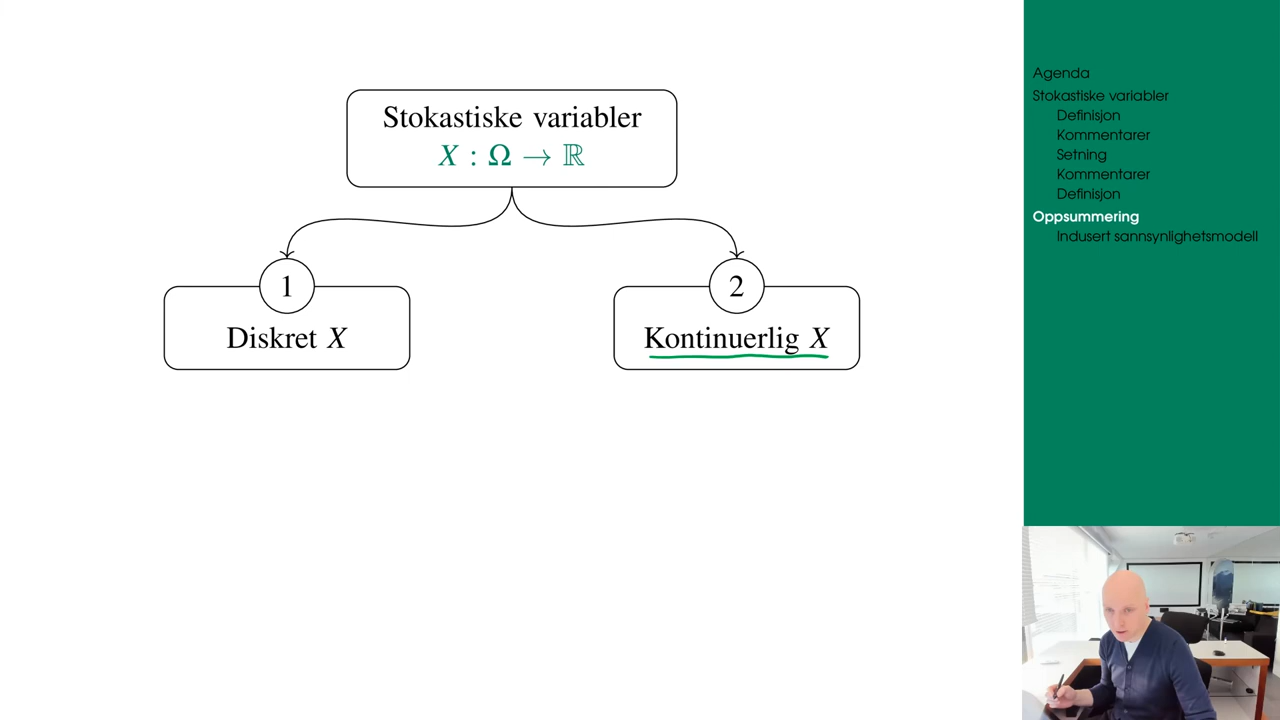 Stokastiske variabler
X : Ω → ℝ
1
Diskret X
2
Kontinuerlig X
Agenda
Stokastiske variabler
Definisjon
Kommentarer
Setning
Kommentarer
Definisjon
Oppsummering
Indusert sannsynlighetsmodell